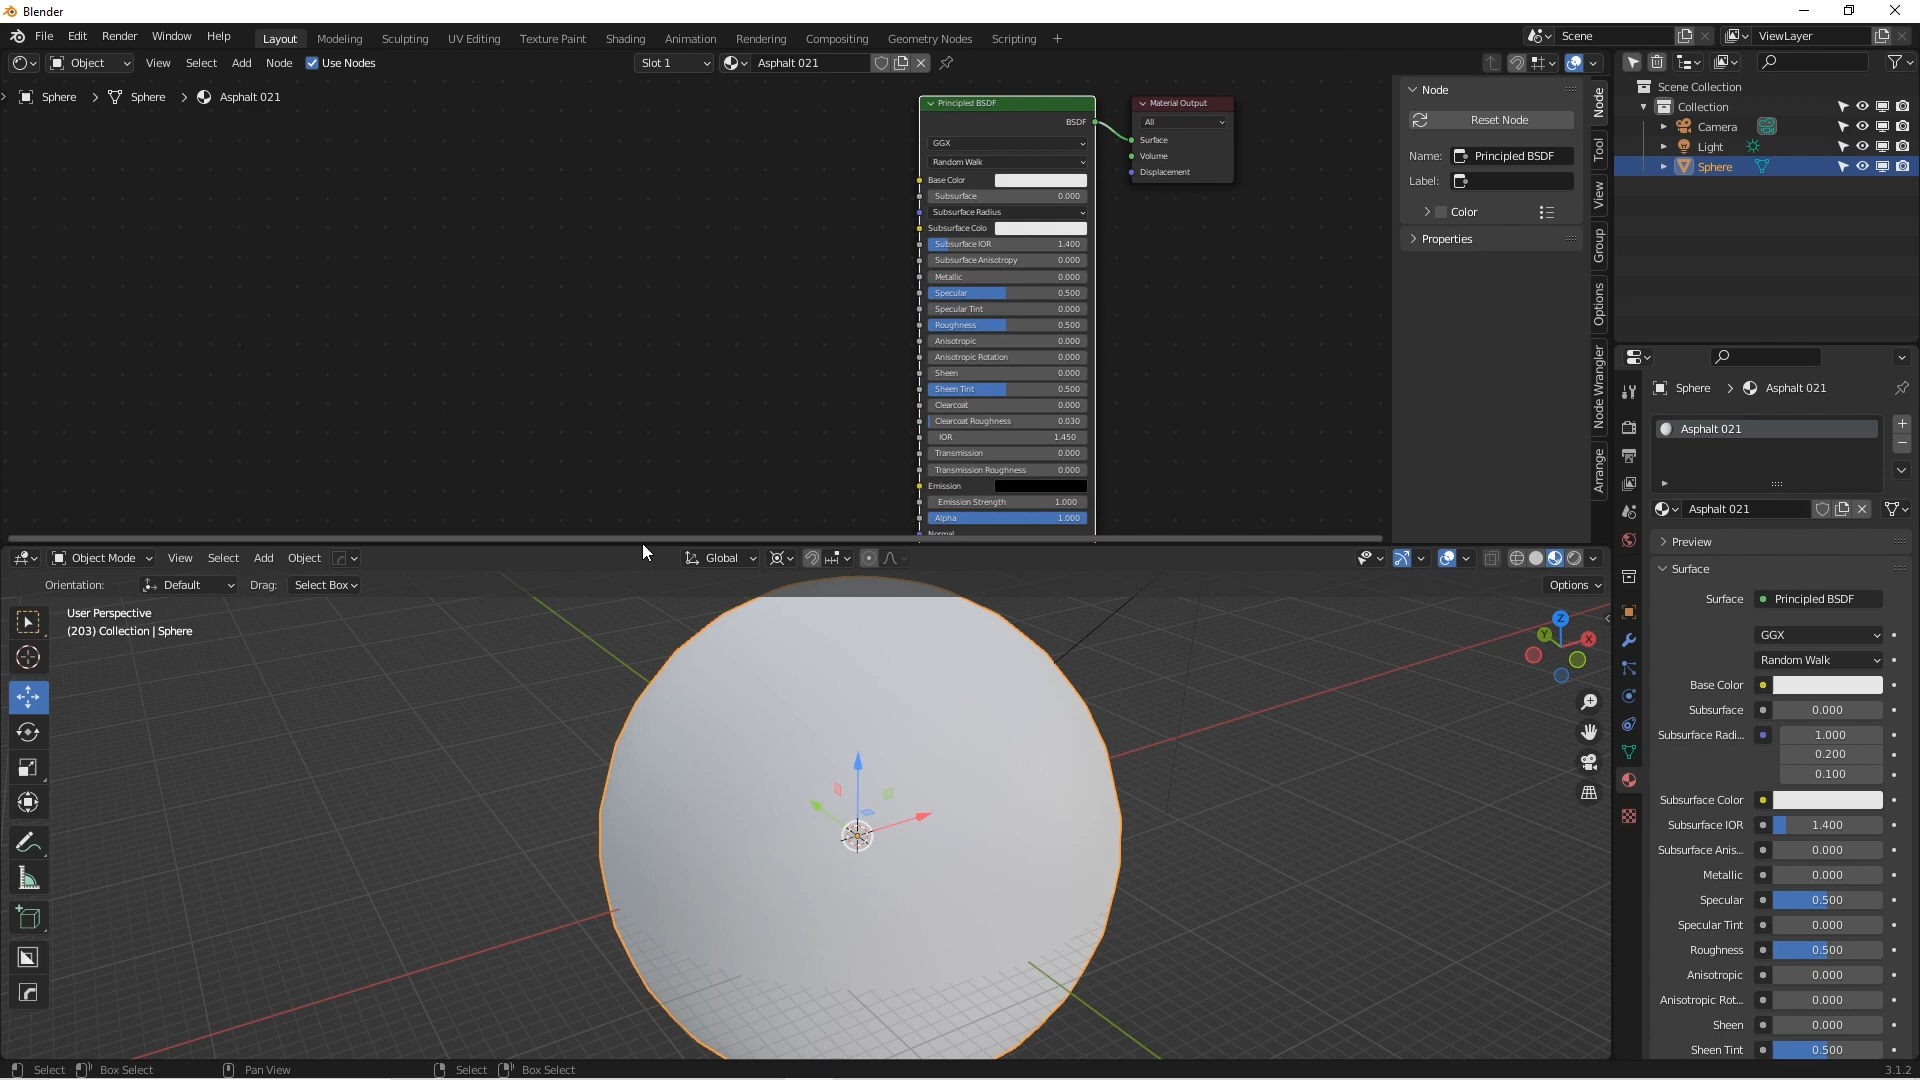 Blender
File Edit Render Window Help Layout Modeling Sculpting UV Editing Texture Paint Shading Animation Rendering Compositing Geometry Nodes Scripting + Scene ViewLayer
Object View Select Add Node Use Nodes Slot 1 Asphalt 021
Sphere > Sphere > Asphalt 021
Principled BSDF
BSDF
GGX
Random Walk
Base Color
Subsurface 0.000
Subsurface Radius
Subsurface Colo
Subsurface IOR 1.400
Subsurface Anisotropy 0.000
Metallic 0.000
Specular 0.500
Specular Tint 0.000
Roughness 0.500
Anisotropic 0.000
Anisotropic Rotation 0.000
Sheen 0.000
Sheen Tint 0.500
Clearcoat 0.000
Clearcoat Roughness 0.030
IOR 1.450
Transmission 0.000
Transmission Roughness 0.000
Emission
Emission Strength 1.000
Alpha 1.000
Normal
Material Output
All
Surface
Volume
Displacement
Node
Reset Node
Name: Principled BSDF
Label:
Color
Properties
Node
Tool
View
Group
Options
Node Wrangler
Arrange
Scene Collection
Collection
Camera
Light
Sphere
Sphere > Asphalt 021
Asphalt 021
Asphalt 021
Preview
Surface
Surface Principled BSDF
GGX
Random Walk
Base Color
Subsurface 0.000
Subsurface Radi... 1.000
0.200
0.100
Subsurface Color
Subsurface IOR 1.400
Subsurface Anis... 0.000
Metallic 0.000
Specular 0.500
Specular Tint 0.000
Roughness 0.500
Anisotropic 0.000
Anisotropic Rot... 0.000
Sheen 0.000
Sheen Tint 0.500
Object Mode View Select Add Object Global
Orientation: Default Drag: Select Box Options
User Perspective
(203) Collection | Sphere
Z
Y
X
Select Box Select Pan View Select Box Select 3.1.2